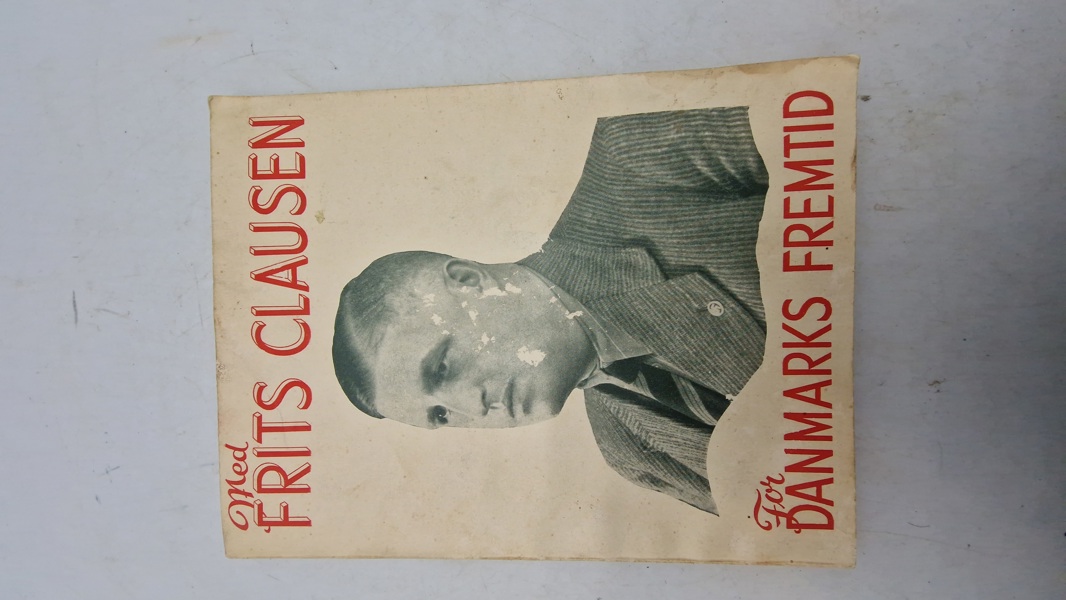 Med
FRITS CLAUSEN
For
DANMARKS FREMTID